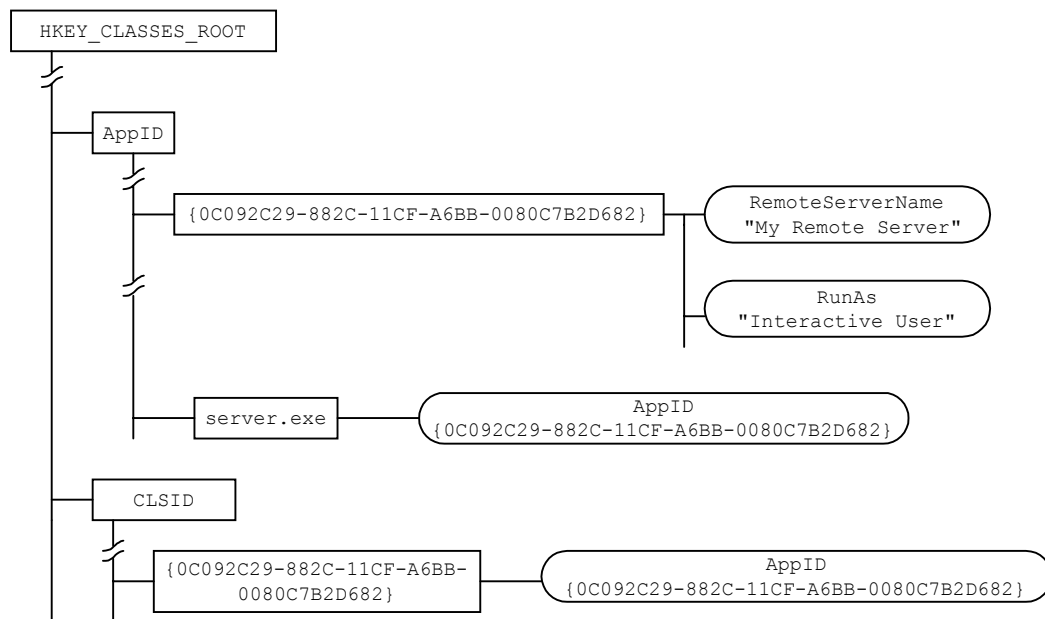 HKEY_CLASSES_ROOT
AppID
{0C092C29-882C-11CF-A6BB-0080C7B2D682}
RemoteServerName
"My Remote Server"
RunAs
"Interactive User"
server.exe
AppID
{0C092C29-882C-11CF-A6BB-0080C7B2D682}
CLSID
{0C092C29-882C-11CF-A6BB-
0080C7B2D682}
AppID
{0C092C29-882C-11CF-A6BB-0080C7B2D682}